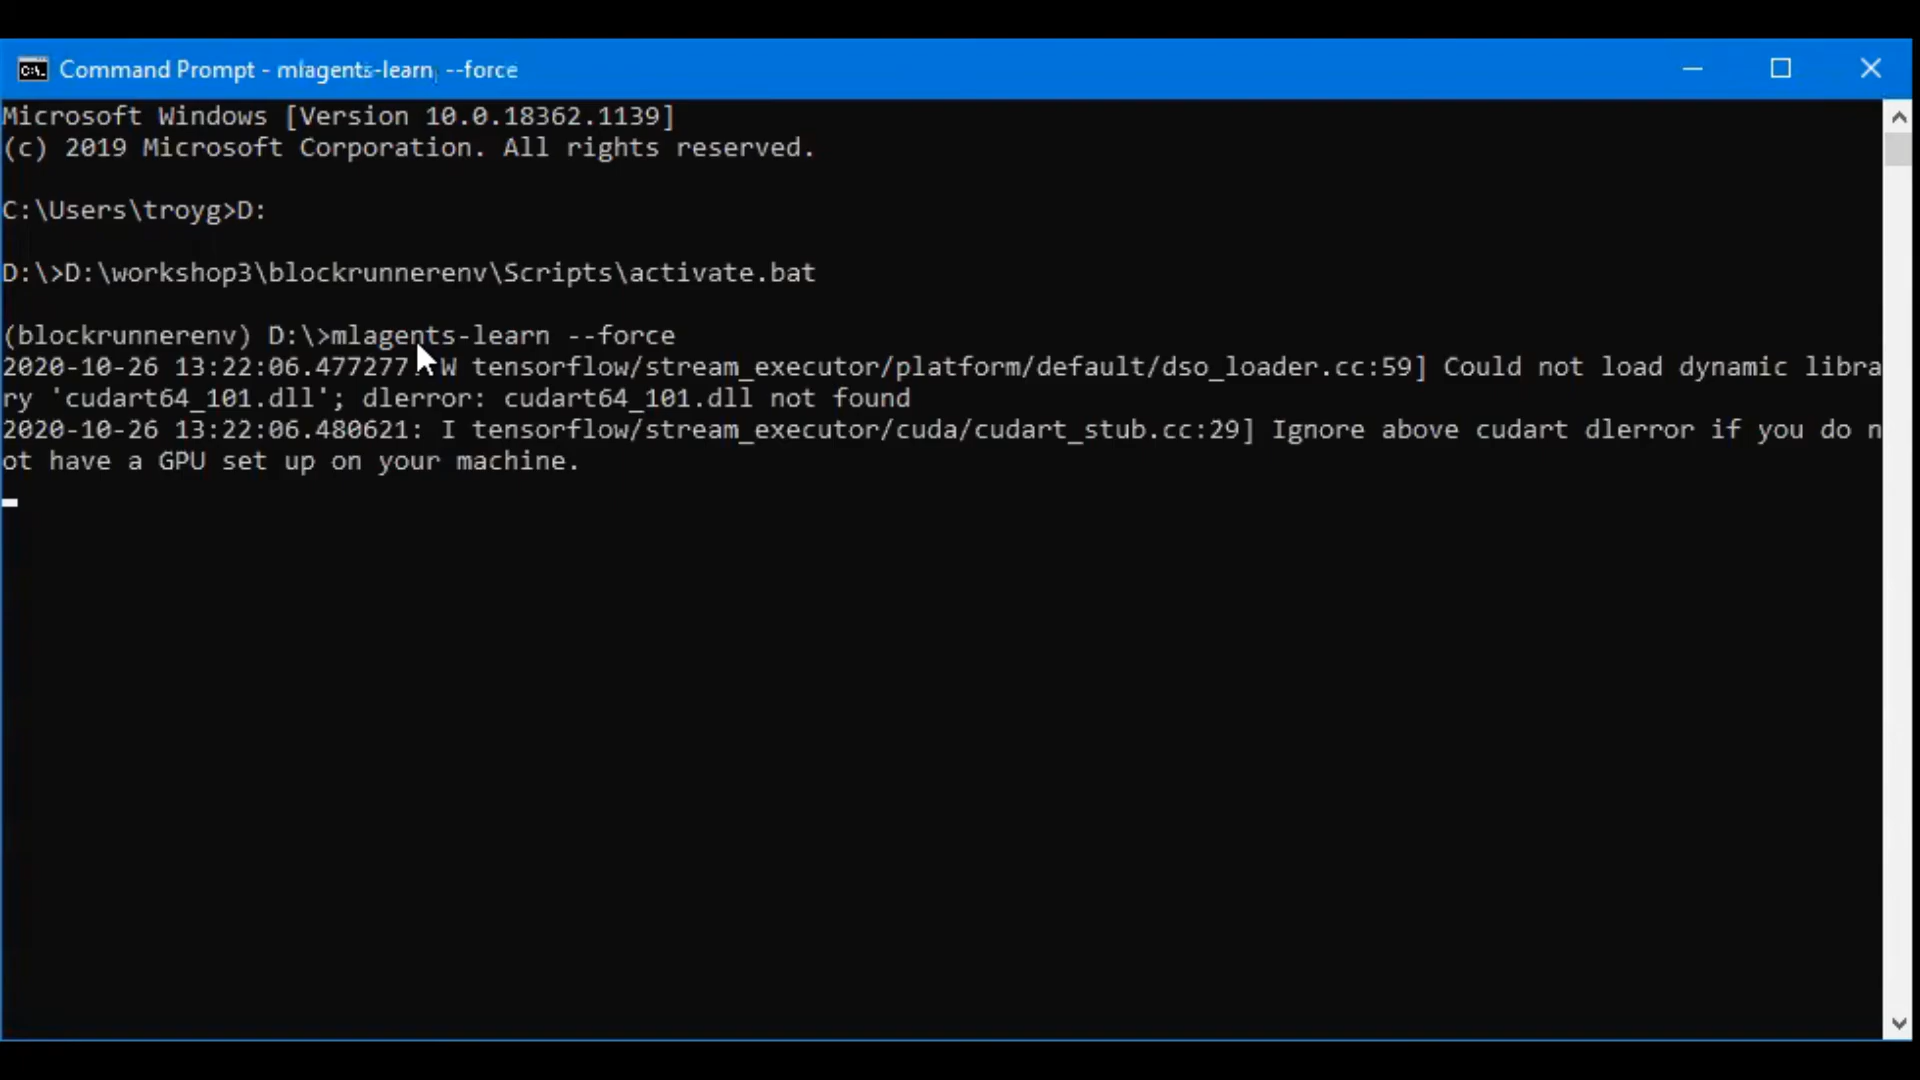 Command Prompt - mlagents-learn --force
Microsoft Windows [Version 10.0.18362.1139]
(c) 2019 Microsoft Corporation. All rights reserved.
C:\Users\troyg>D:
D:\>D:\workshop3\blockrunnerenv\Scripts\activate.bat
(blockrunnerenv) D:\>mlagents-learn --force
2020-10-26 13:22:06.477277: W tensorflow/stream_executor/platform/default/dso_loader.cc:59] Could not load dynamic libra
ry 'cudart64_101.dll'; dlerror: cudart64_101.dll not found
2020-10-26 13:22:06.480621: I tensorflow/stream_executor/cuda/cudart_stub.cc:29] Ignore above cudart dlerror if you do n
ot have a GPU set up on your machine.